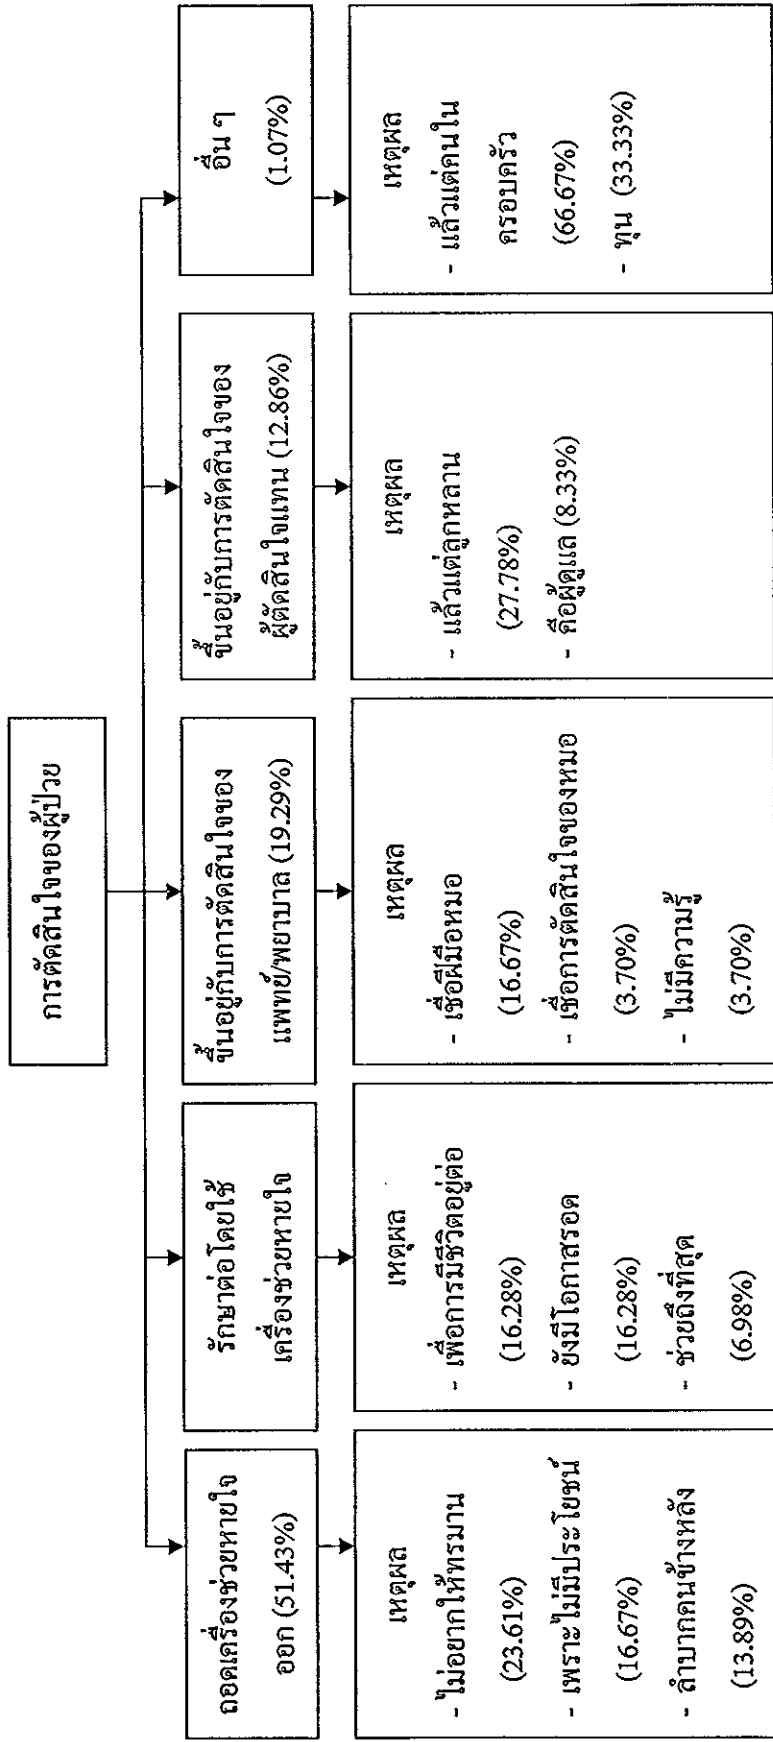 การตัดสินใจของผู้ป่วย
ถอดเครื่องช่วยหายใจ
ออก (51.43%)
รักษาต่อโดยใช้
เครื่องช่วยหายใจ
ขึ้นอยู่กับการตัดสินใจของ
แพทย์/พยาบาล (19.29%)
ขึ้นอยู่กับการตัดสินใจของ
ผู้ตัดสินใจแทน (12.86%)
อื่น ๆ
(1.07%)
เหตุผล
- ไม่อยากให้ทรมาน
(23.61%)
- เพราะไม่มีประโยชน์
(16.67%)
- ลำบากคนข้างหลัง
(13.89%)
เหตุผล
- เพื่อการมีชีวิตอยู่ต่อ
(16.28%)
- ยังมีโอกาสรอด
(16.28%)
- ช่วยถึงที่สุด
(6.98%)
เหตุผล
- เชื่อฝีมือหมอ
(16.67%)
- เชื่อการตัดสินใจของหมอ
(3.70%)
- ไม่มีความรู้
(3.70%)
เหตุผล
- แล้วแต่ลูกหลาน
(27.78%)
- คือผู้ดูแล (8.33%)
เหตุผล
- แล้วแต่คนใน
ครอบครัว
(66.67%)
- ทุน (33.33%)